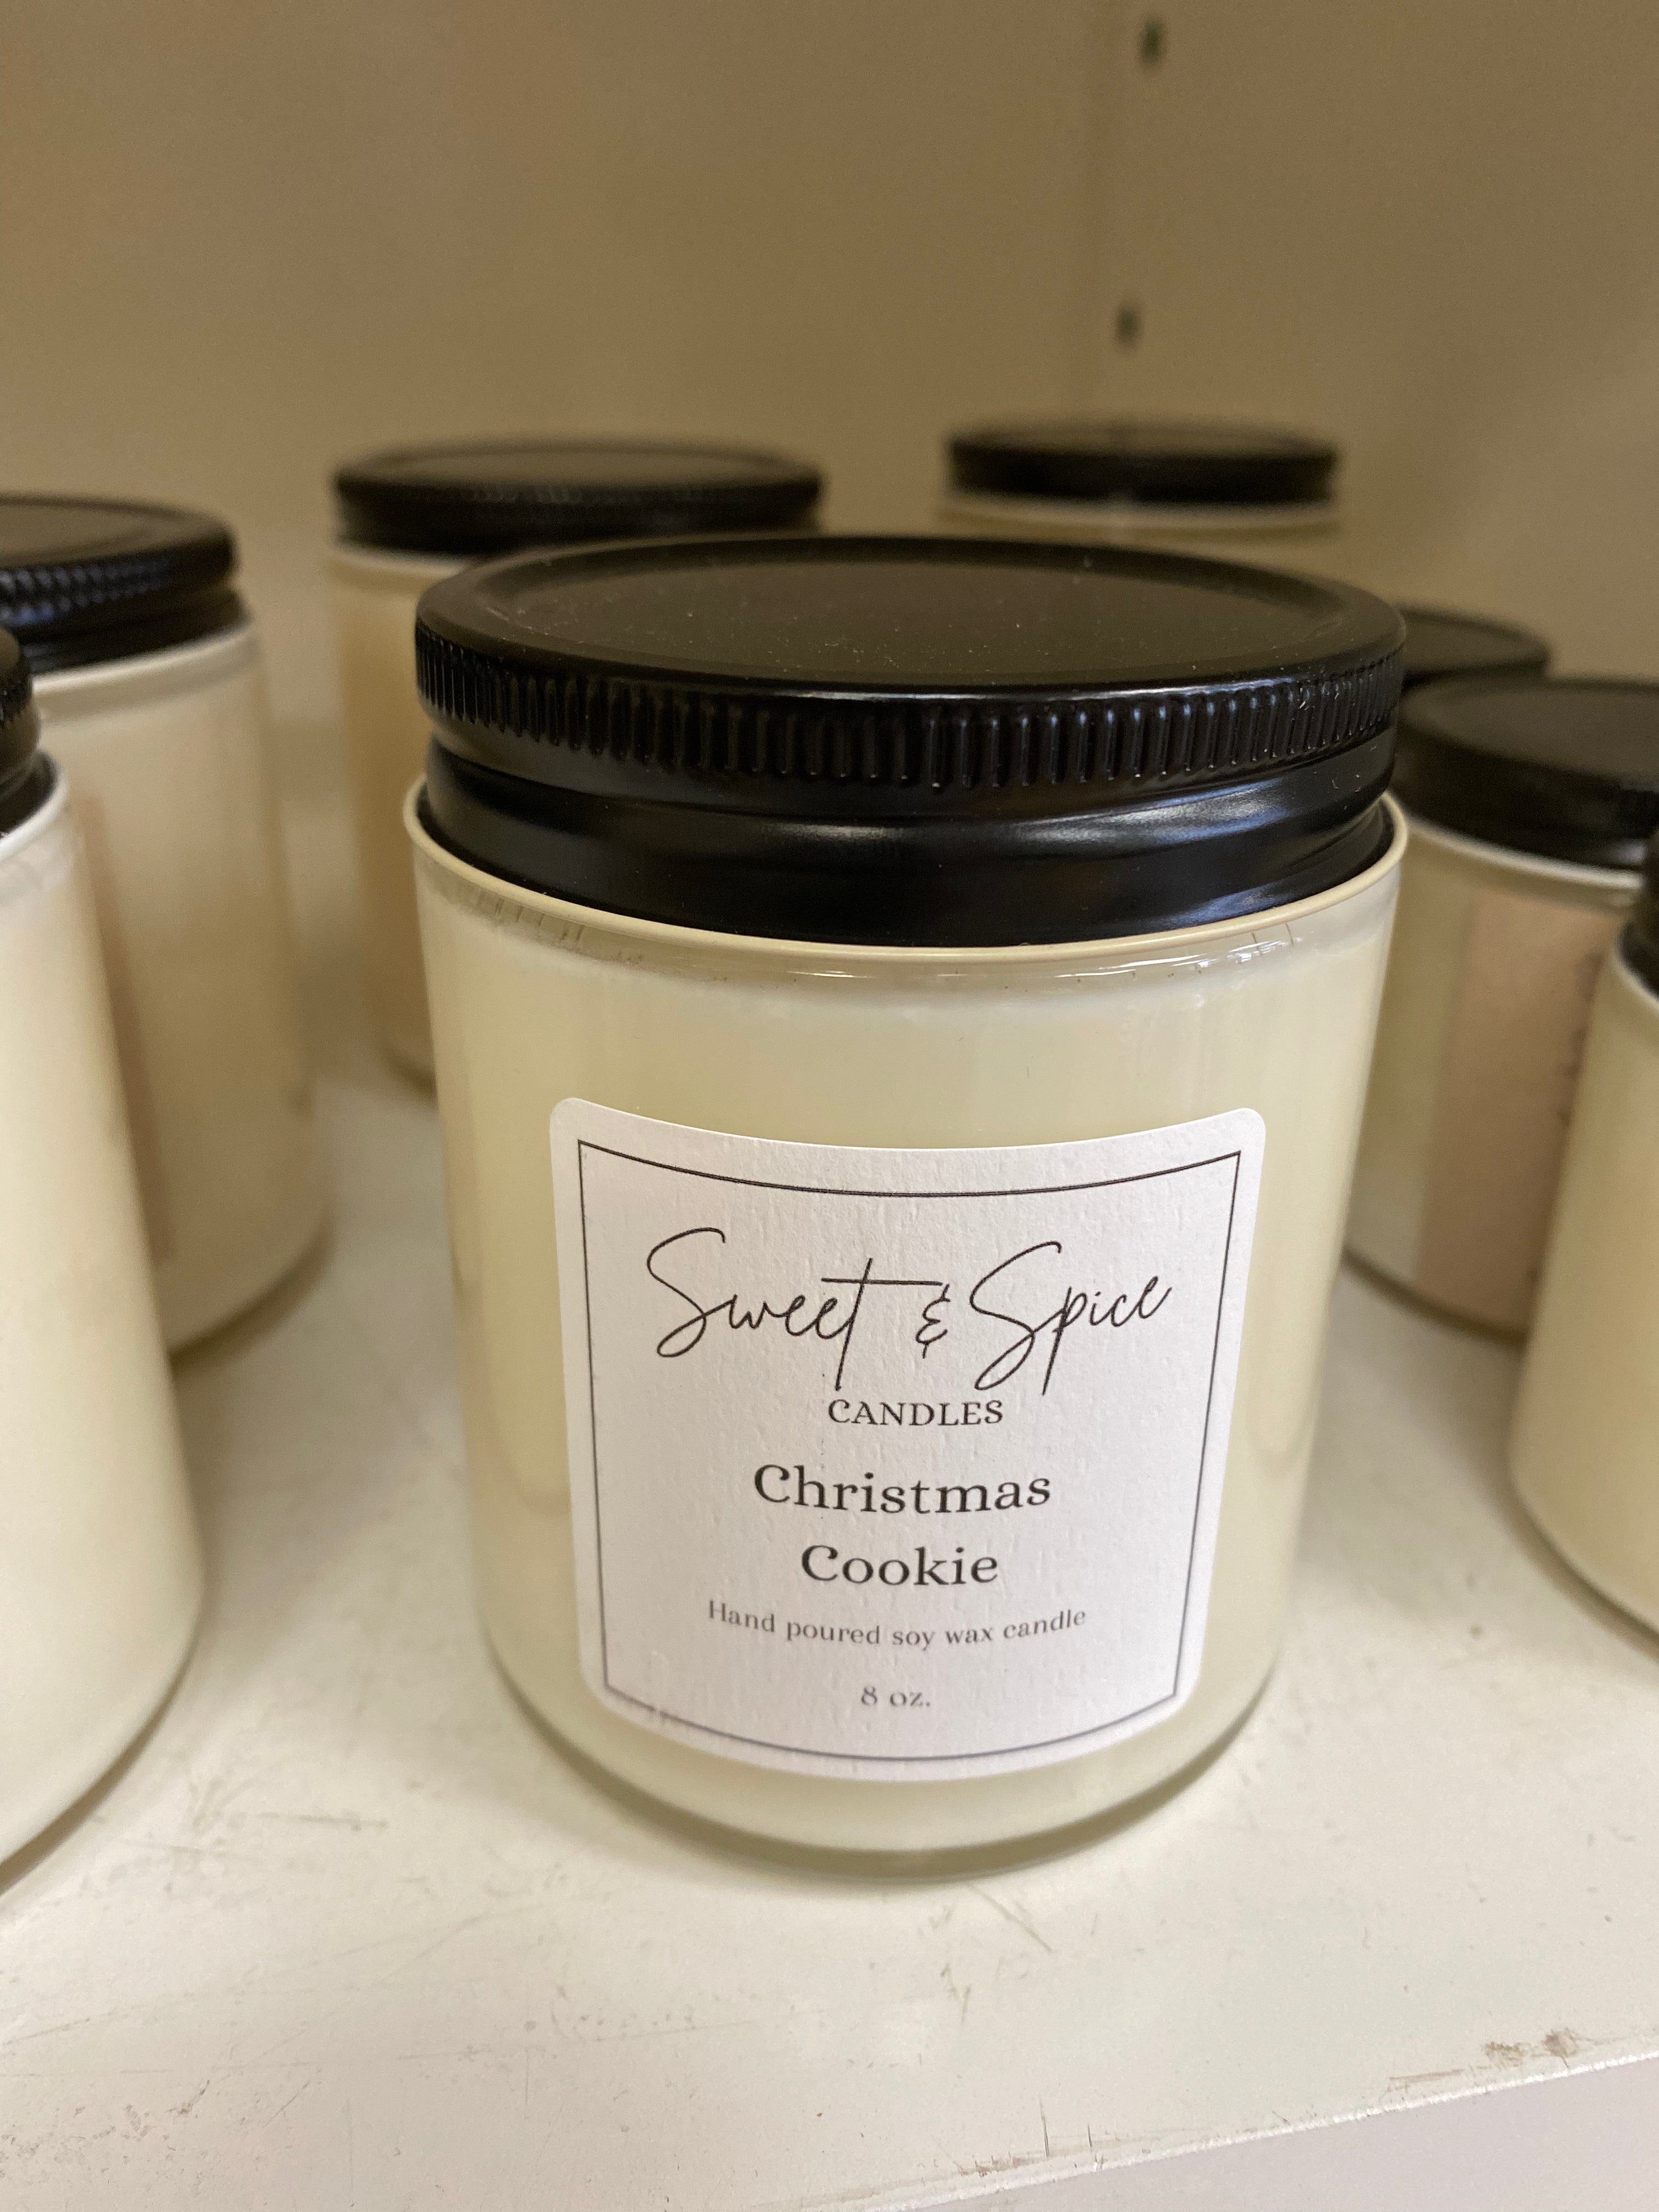 Sweet & Spice
CANDLES
Christmas
Cookie
Hand poured soy wax candle
8 oz.